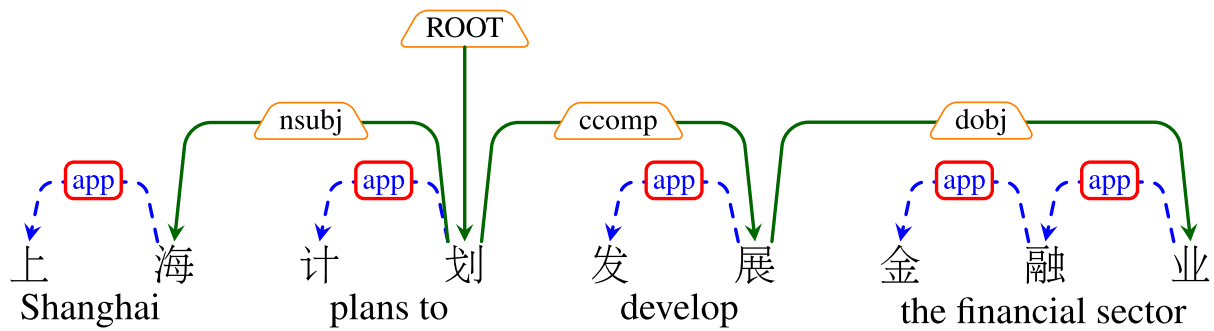 ROOT
nsubj ccomp dobj
app app app app app
上 海 计 划 发 展 金 融 业
Shanghai plans to develop the financial sector